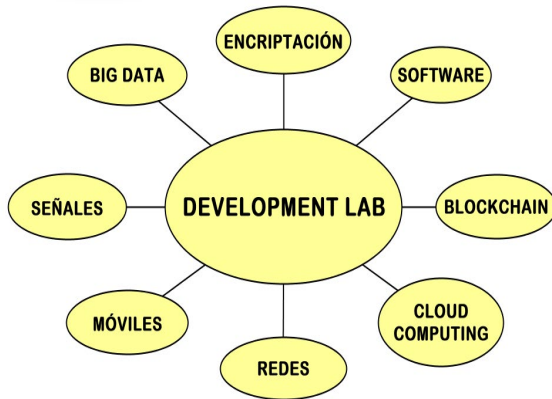 ENCRIPTACIÓN
BIG DATA
SOFTWARE
SEÑALES
DEVELOPMENT LAB
BLOCKCHAIN
MÓVILES
CLOUD
COMPUTING
REDES